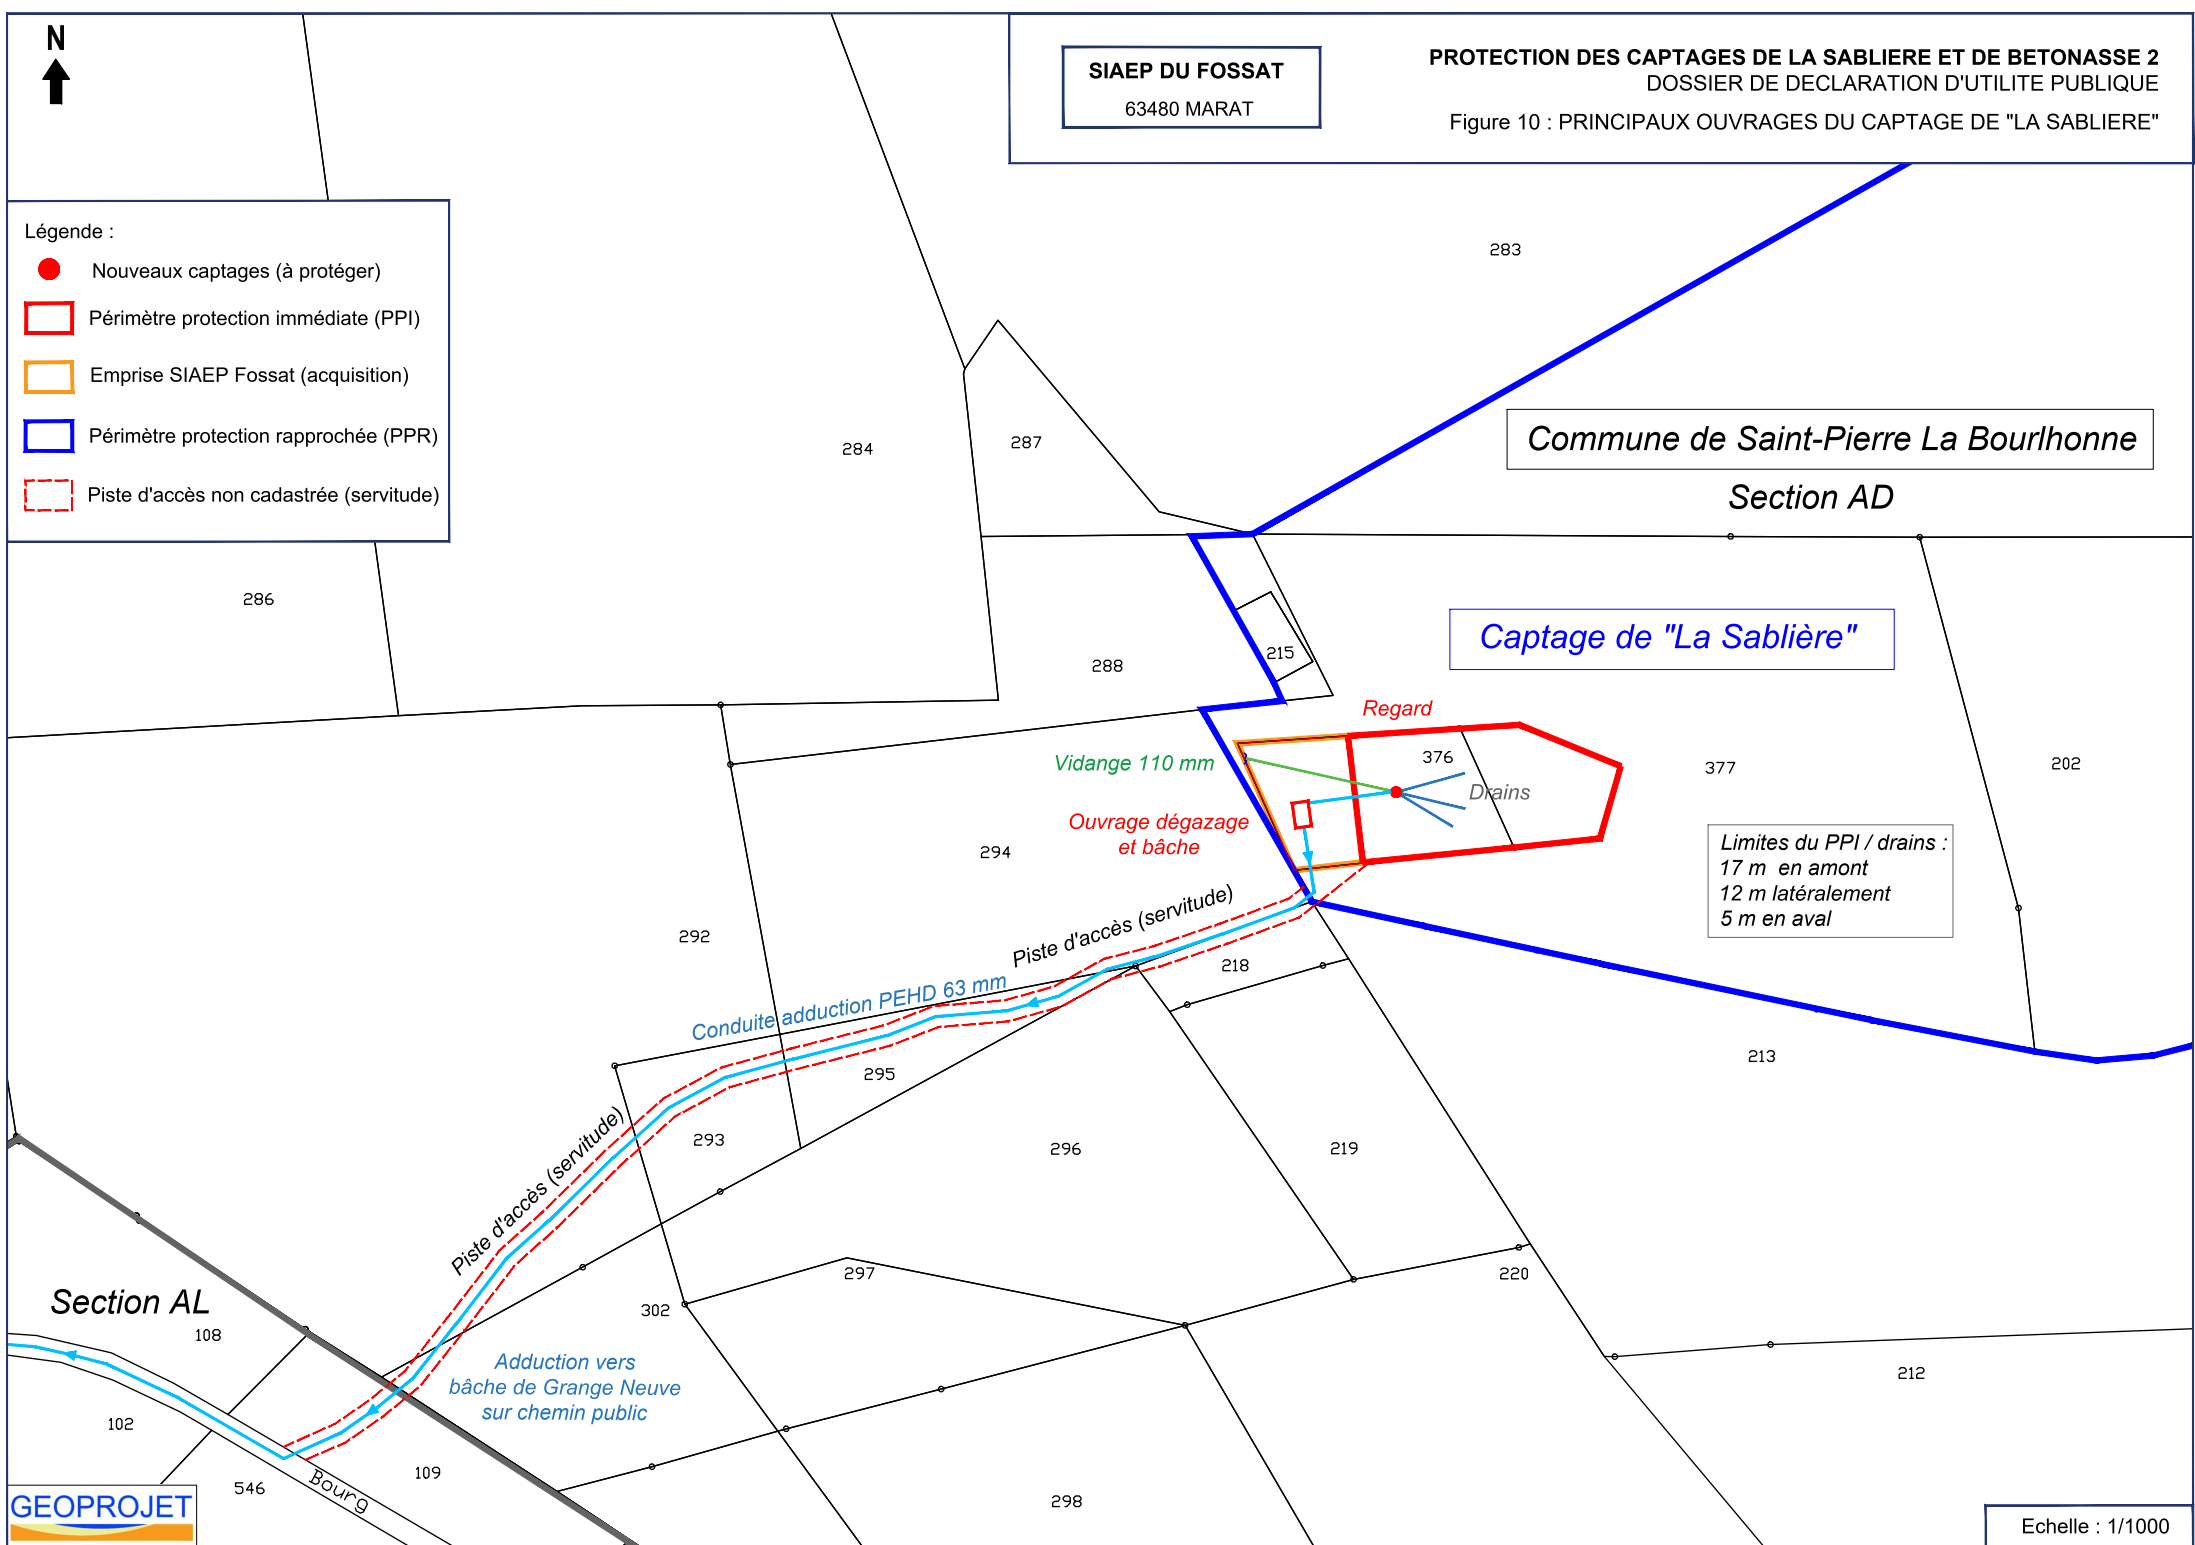 N
SIAEP DU FOSSAT
63480 MARAT
PROTECTION DES CAPTAGES DE LA SABLIERE ET DE BETONASSE 2
DOSSIER DE DECLARATION D'UTILITE PUBLIQUE
Figure 10 : PRINCIPAUX OUVRAGES DU CAPTAGE DE "LA SABLIERE"
Légende :
Nouveaux captages (à protéger)
Périmètre protection immédiate (PPI)
Emprise SIAEP Fossat (acquisition)
Périmètre protection rapprochée (PPR)
Piste d'accès non cadastrée (servitude)
283
Commune de Saint-Pierre La Bourlhonne
Section AD
284
287
286
288
215
Captage de "La Sablière"
Regard
376
377
202
Vidange 110 mm
Drains
Ouvrage dégazage
et bâche
Limites du PPI / drains :
17 m en amont
12 m latéralement
5 m en aval
294
292
Piste d'accès (servitude)
218
Conduite adduction PEHD 63 mm
213
295
293
296
219
Piste d'accès (servitude)
297
220
302
Section AL
108
Adduction vers
bâche de Grange Neuve
sur chemin public
212
102
109
546
Bourg
298
GEOPROJET
Echelle : 1/1000